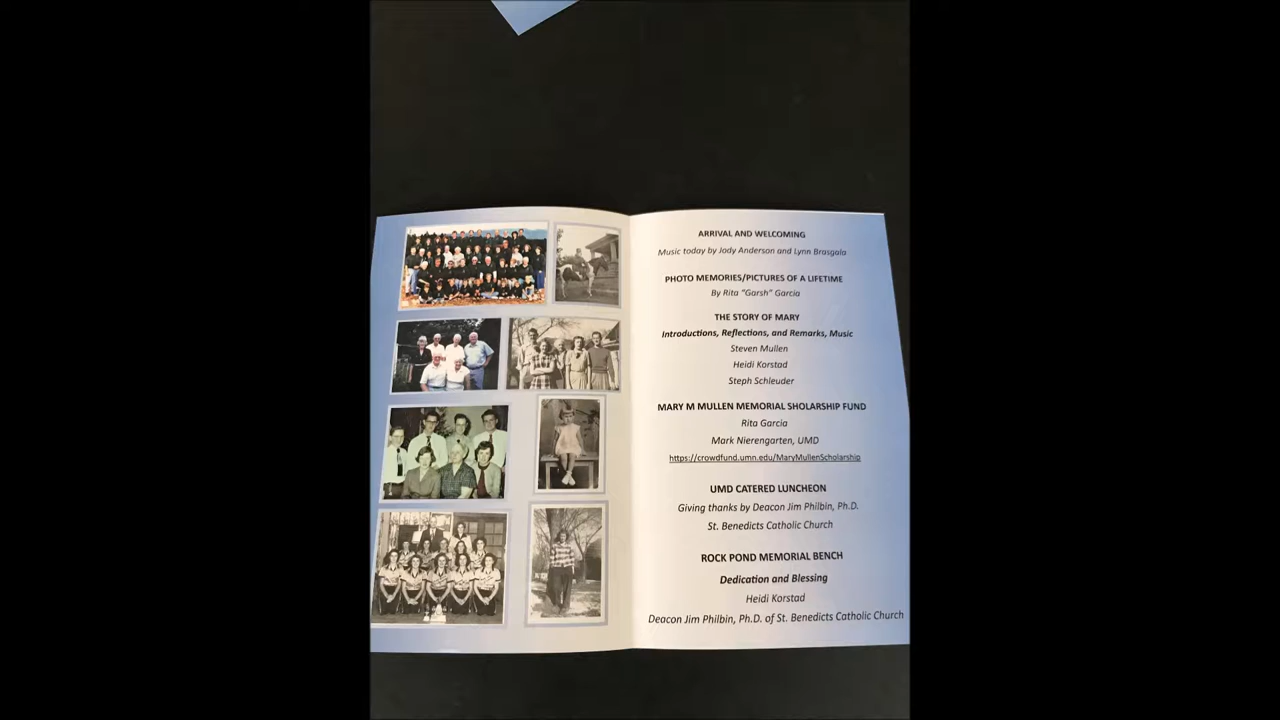 ARRIVAL AND WELCOMING
Music today by Jody Anderson and Lynn Brasgala
PHOTO MEMORIES/PICTURES OF A LIFETIME
By Rita "Garsh" Garcia
THE STORY OF MARY
Introductions, Reflections, and Remarks, Music
Steven Mullen
Heidi Korstad
Steph Schleuder
MARY M MULLEN MEMORIAL SHOLARSHIP FUND
Rita Garcia
Mark Nierengarten, UMD
https://crowdfund.umn.edu/MaryMullenScholarship
UMD CATERED LUNCHEON
Giving thanks by Deacon Jim Philbin, Ph.D.
St. Benedicts Catholic Church
ROCK POND MEMORIAL BENCH
Dedication and Blessing
Heidi Korstad
Deacon Jim Philbin, Ph.D. of St. Benedicts Catholic Church